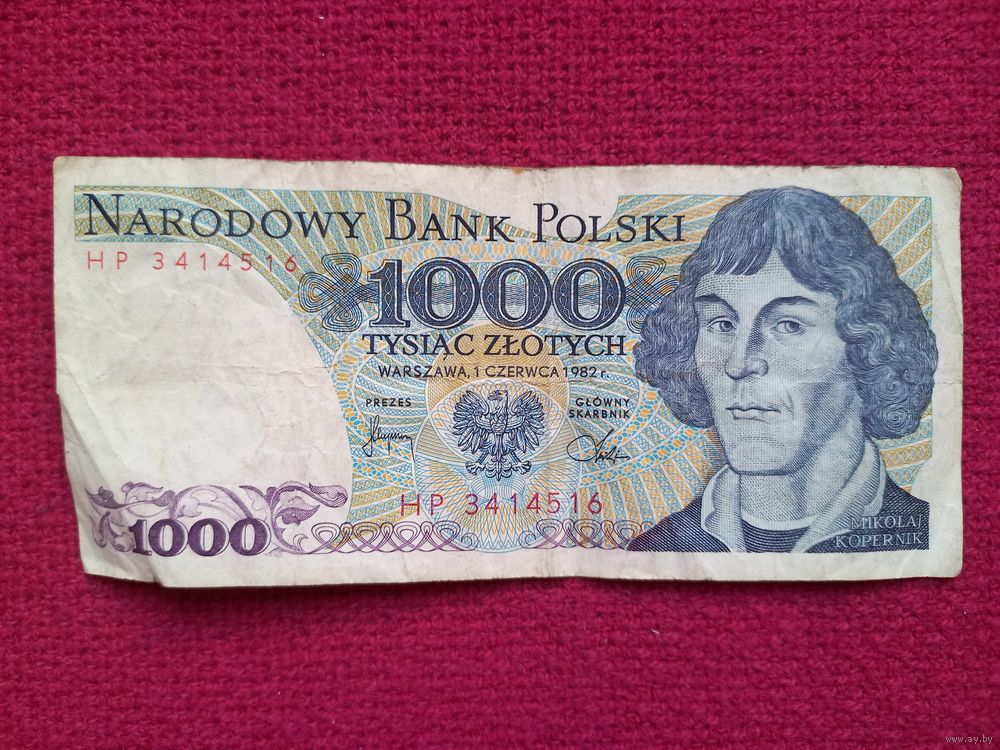 NARODOWY BANK POLSKI
HP 3414516
1000
TYSIĄC ZŁOTYCH
WARSZAWA, 1 CZERWCA 1982 r.
PREZES
GŁÓWNY
SKARBNIK
HP 3414516
1000
MIKOŁAJ
KOPERNIK
www.ay.by